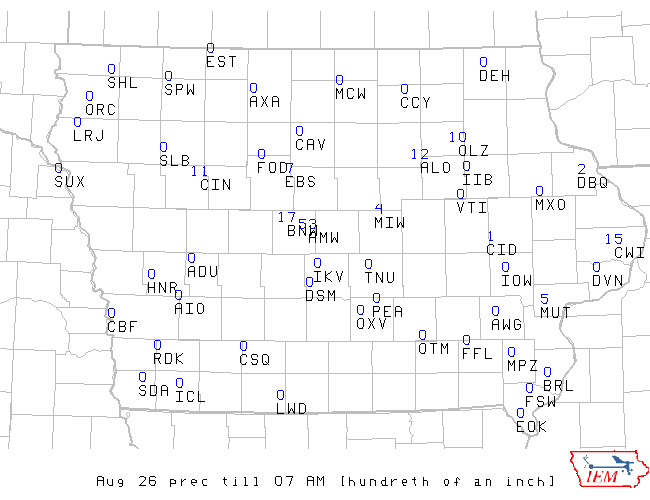 0
EST
0
SHL
0
SPW
0
AXA
0
MCW
0
CCY
0
DEH
0
ORC
0
LRJ
0
CAV
10
OLZ
0
SLB
0
FOD
7
EBS
12
ALO
0
IIB
2
DBQ
0
SUX
11
CIN
0
VTI
0
MXO
17
BNW
53
AMW
4
MIW
1
CID
15
CWI
0
ADU
0
IKV
0
TNU
0
IOW
0
DVN
0
HNR
0
DSM
0
AIO
0
PEA
0
OXV
5
MUT
0
CBF
0
AWG
0
RDK
0
CSQ
0
OTM
0
FFL
0
MPZ
0
SDA
0
ICL
0
LWD
0
BRL
0
FSW
0
EOK
IEM
Aug 26 prec till 07 AM [hundreth of an inch]